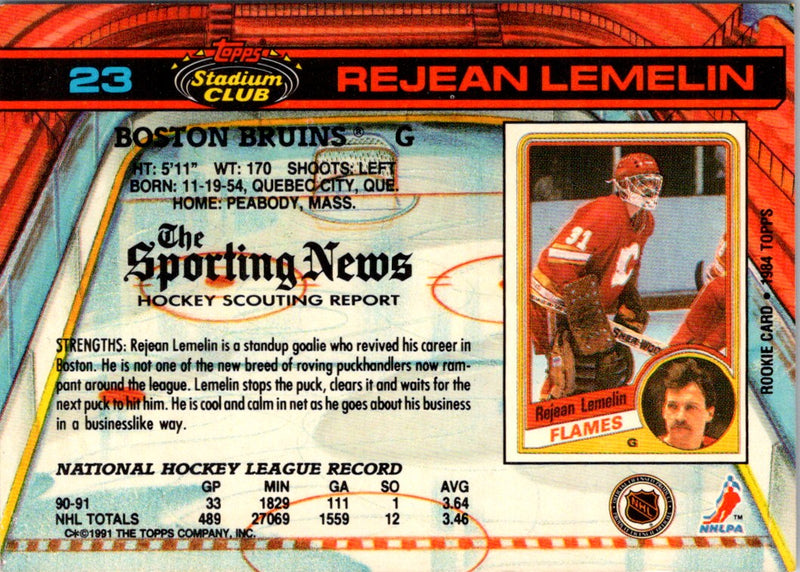 23
Topps
Stadium
CLUB
REJEAN LEMELIN
BOSTON BRUINS® G
HT: 5'11" WT: 170 SHOOTS: LEFT
BORN: 11-19-54, QUEBEC CITY, QUE.
HOME: PEABODY, MASS.
The
Sporting News
HOCKEY SCOUTING REPORT
STRENGTHS: Rejean Lemelin is a standup goalie who revived his career in
Boston. He is not one of the new breed of roving puckhandlers now ram-
pant around the league. Lemelin stops the puck, clears it and waits for the
next puck to hit him. He is cool and calm in net as he goes about his business
in a businesslike way.
31
C
Rejean Lemelin
FLAMES
G
ROOKIE CARD • 1984 TOPPS
NATIONAL HOCKEY LEAGUE RECORD
GP MIN GA SO AVG
90-91 33 1829 111 1 3.64
NHL TOTALS 489 27069 1559 12 3.46
C*©1991 THE TOPPS COMPANY, INC.
NHL
NHLPA
TM